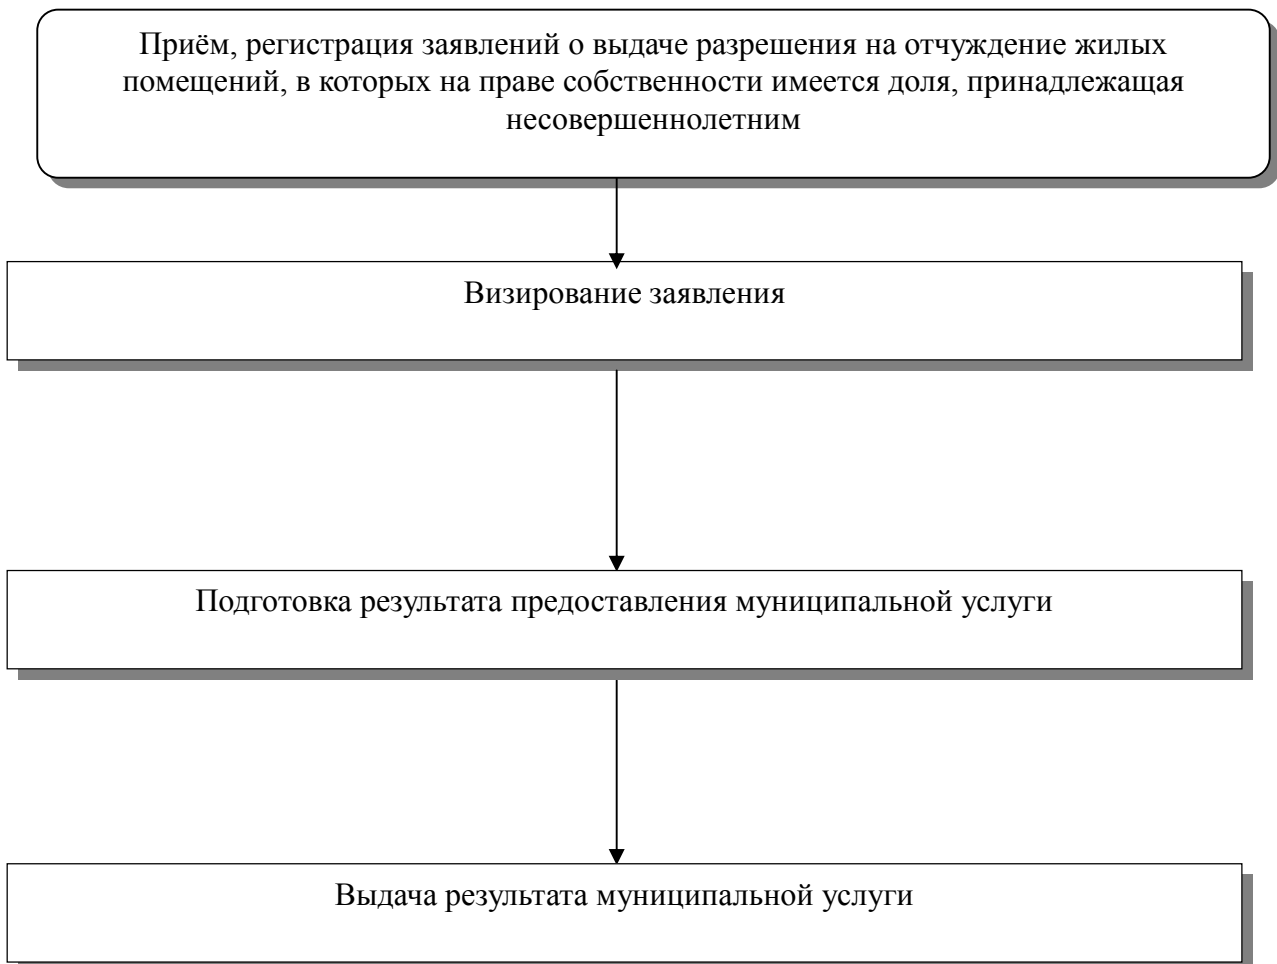 Приём, регистрация заявлений о выдаче разрешения на отчуждение жилых
помещений, в которых на праве собственности имеется доля, принадлежащая
несовершеннолетним
Визирование заявления
Подготовка результата предоставления муниципальной услуги
Выдача результата муниципальной услуги